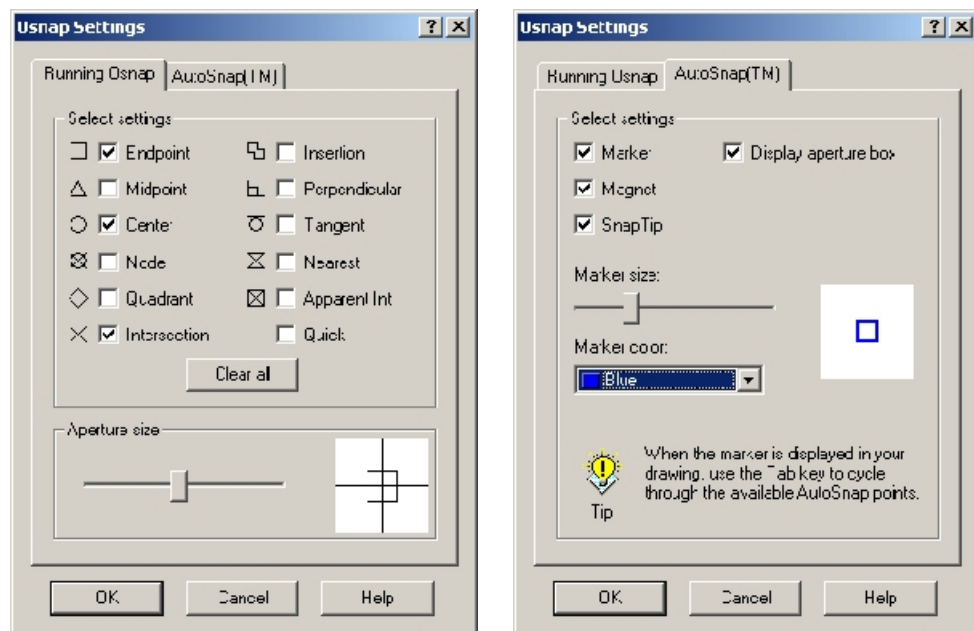 Osnap Settings
Running Osnap AutoSnap(TM)
Select settings
Endpoint Insertion
Midpoint Perpendicular
Center Tangent
Node Nearest
Quadrant Apparent Int
Intersection Quick
Clear all
Aperture size
OK Cancel Help
Osnap Settings
Running Osnap AutoSnap(TM)
Select settings
Marker Display aperture box
Magnet
SnapTip
Marker size:
Marker color:
Blue
When the marker is displayed in your
drawing, use the Tab key to cycle
through the available AutoSnap points.
Tip
OK Cancel Help